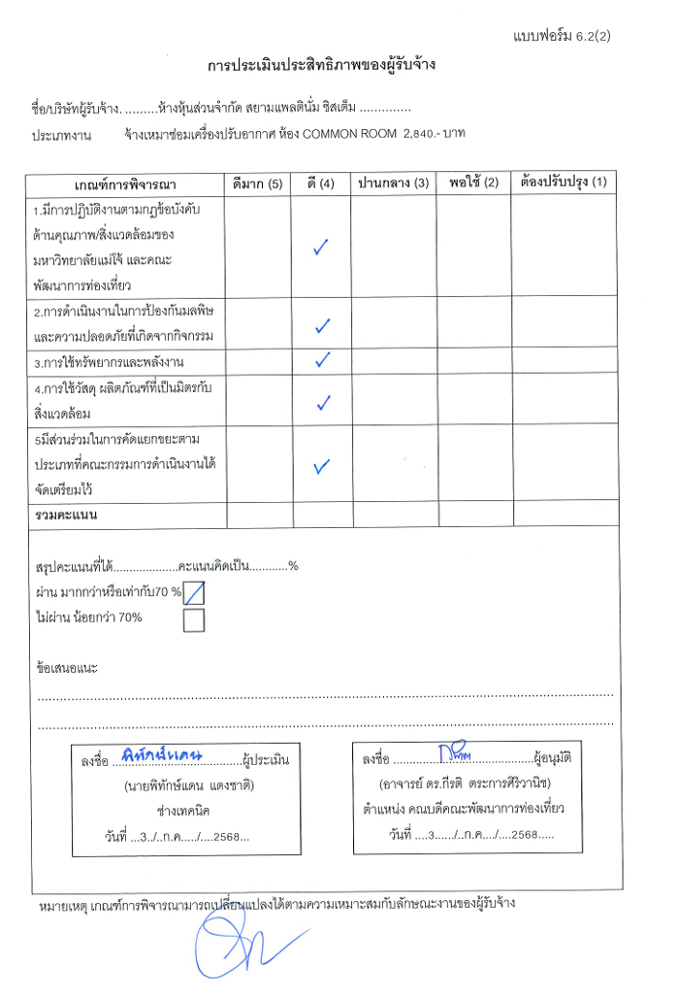 แบบฟอร์ม 6.2(2)
การประเมินประสิทธิภาพของผู้รับจ้าง
ชื่อ/บริษัทผู้รับจ้าง. .........ห้างหุ้นส่วนจำกัด สยามแพลตินั่ม ซิสเต็ม ..............
ประเภทงาน จ้างเหมาซ่อมเครื่องปรับอากาศ ห้อง COMMON ROOM 2,840.- บาท
เกณฑ์การพิจารณา ดีมาก (5) ดี (4) ปานกลาง (3) พอใช้ (2) ต้องปรับปรุง (1)
1.มีการปฏิบัติงานตามกฎข้อบังคับ
ด้านคุณภาพ/สิ่งแวดล้อมของ
มหาวิทยาลัยแม่โจ้ และคณะ
พัฒนาการท่องเที่ยว
2.การดำเนินงานในการป้องกันมลพิษ
และความปลอดภัยที่เกิดจากกิจกรรม
3.การใช้ทรัพยากรและพลังงาน
4.การใช้วัสดุ ผลิตภัณฑ์ที่เป็นมิตรกับ
สิ่งแวดล้อม
5มีส่วนร่วมในการคัดแยกขยะตาม
ประเภทที่คณะกรรมการดำเนินงานได้
จัดเตรียมไว้
รวมคะแนน
สรุปคะแนนที่ได้....................คะแนนคิดเป็น............%
ผ่าน มากกว่าหรือเท่ากับ70 %
ไม่ผ่าน น้อยกว่า 70%
ข้อเสนอแนะ
ลงชื่อ พิทักษ์แดน ผู้ประเมิน
(นายพิทักษ์แดน แตงชาติ)
ช่างเทคนิค
วันที่ ...3../..ก.ค...../....2568...
ลงชื่อ ผู้อนุมัติ
(อาจารย์ ดร.กีรติ ตระการศิริวานิช)
ตำแหน่ง คณบดีคณะพัฒนาการท่องเที่ยว
วันที่ ....3....../..ก.ค..../....2568.....
หมายเหตุ เกณฑ์การพิจารณามารถเปลี่ยนแปลงได้ตามความเหมาะสมกับลักษณะงานของผู้รับจ้าง